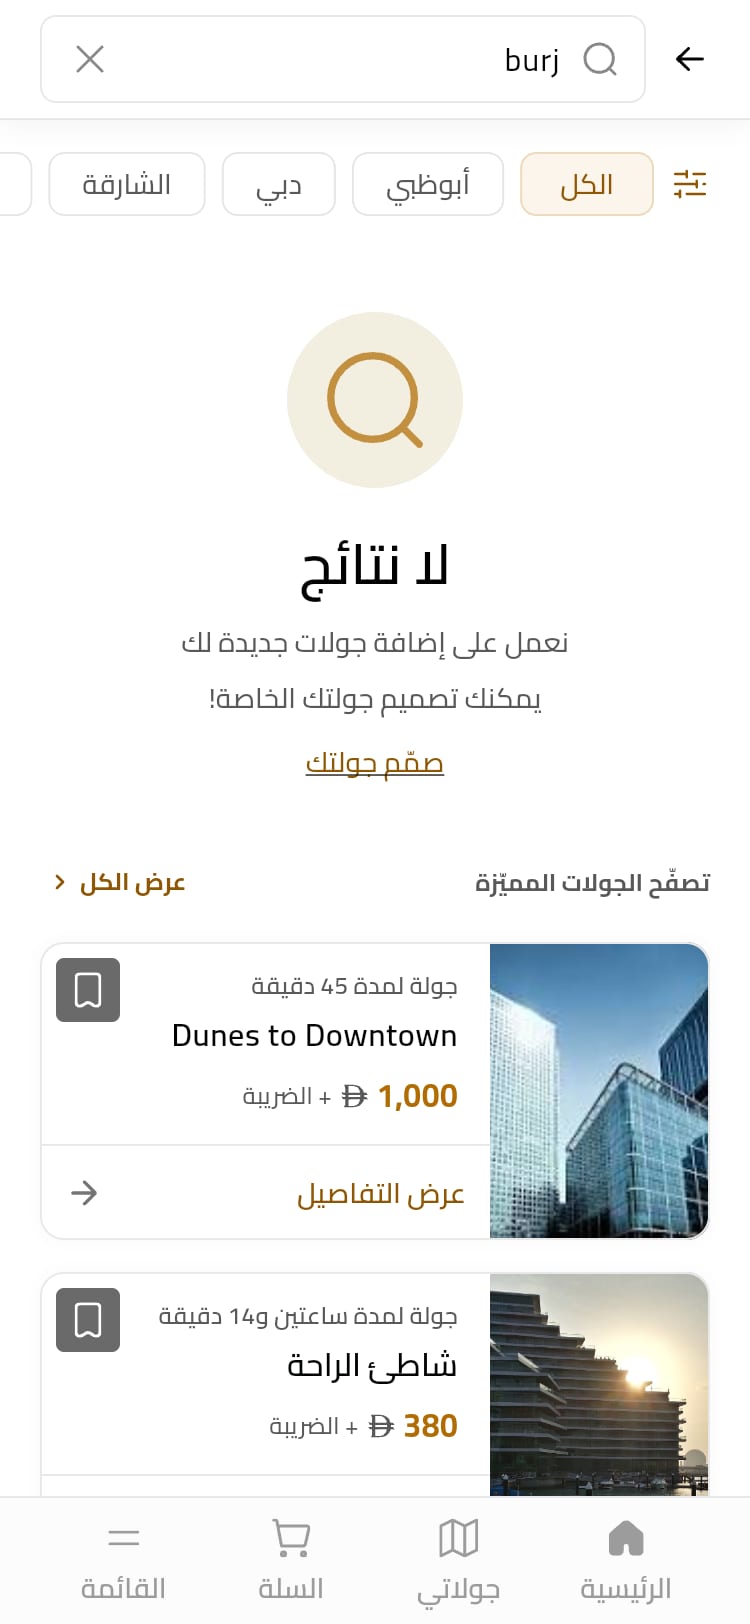 burj
الكل
أبوظبي
دبي
الشارقة
لا نتائج
نعمل على إضافة جولات جديدة لك
يمكنك تصميم جولتك الخاصة!
صمّم جولتك
تصفّح الجولات المميّزة
عرض الكل
جولة لمدة 45 دقيقة
Dunes to Downtown
1,000 + الضريبة
عرض التفاصيل
جولة لمدة ساعتين و14 دقيقة
شاطئ الراحة
380 + الضريبة
الرئيسية
جولاتي
السلة
القائمة